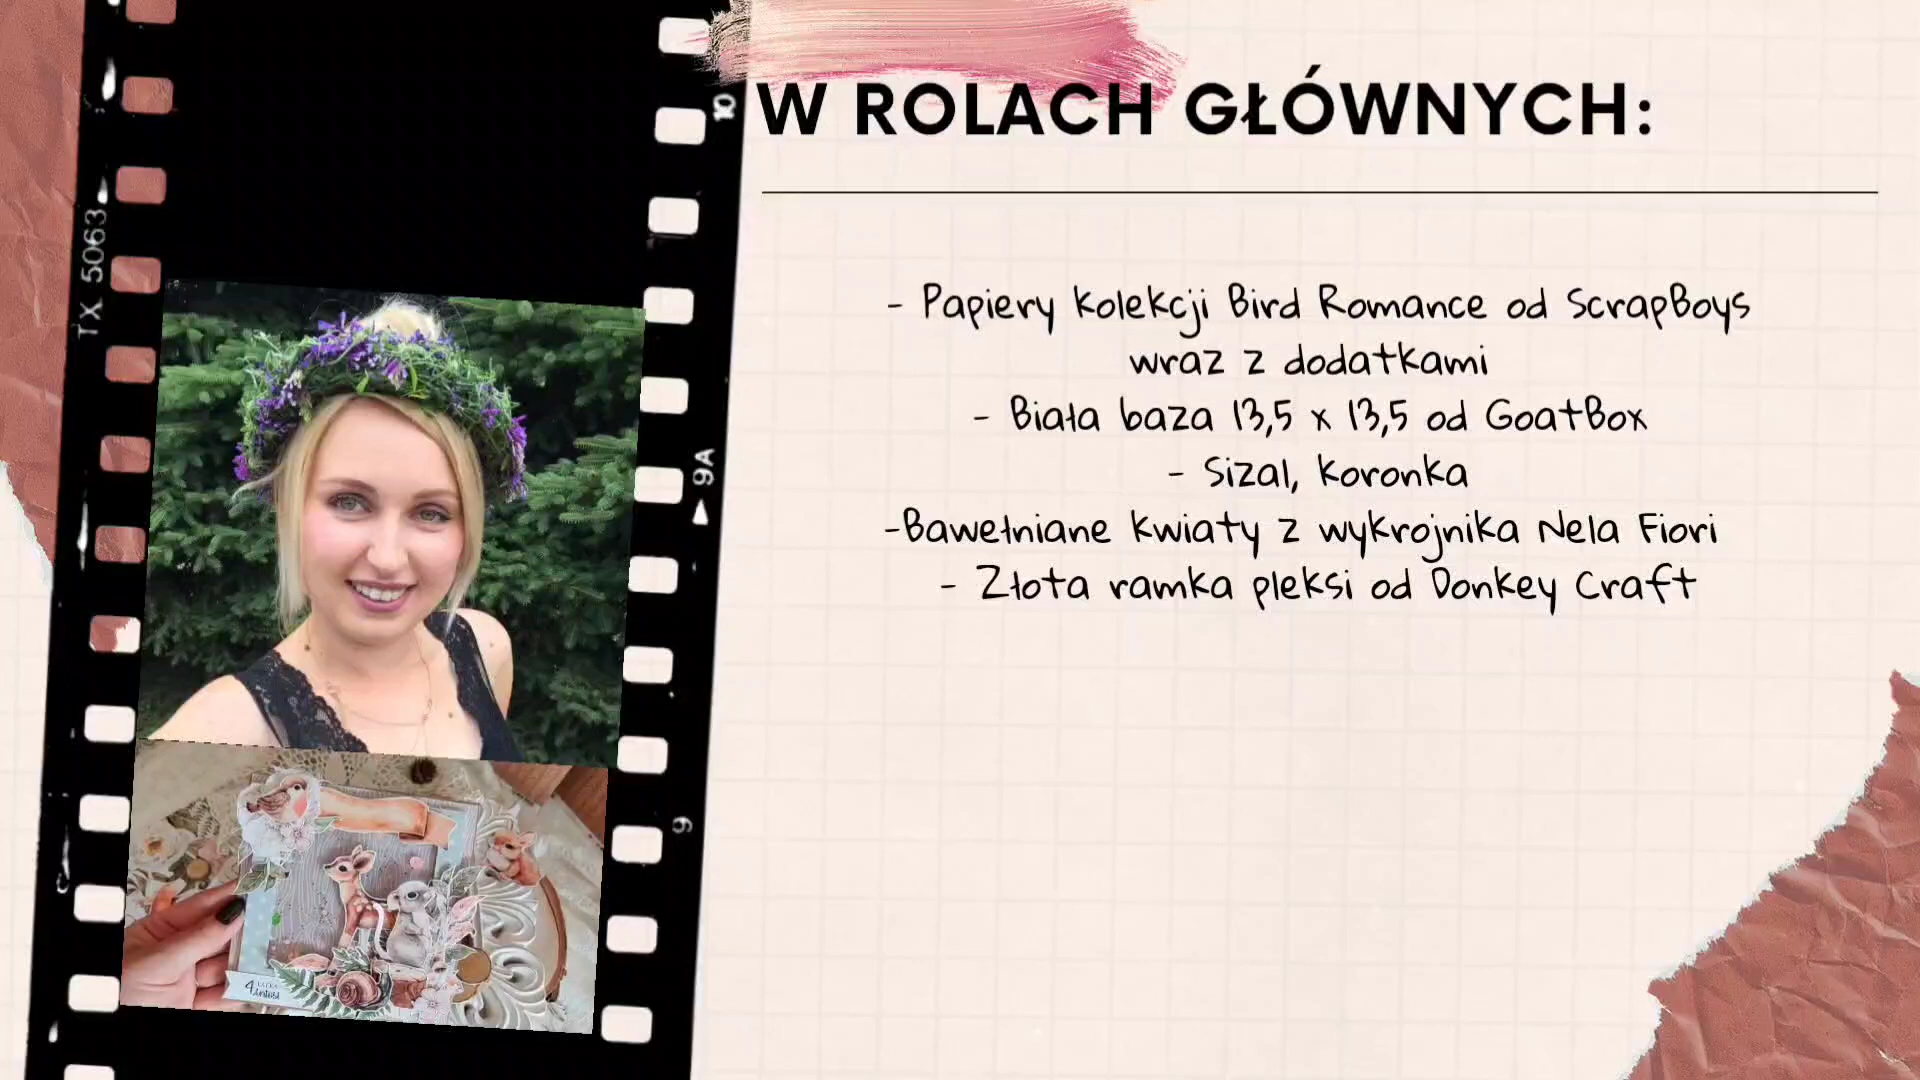 W ROLACH GŁÓWNYCH:
- Papiery kolekcji Bird Romance od ScrapBoys
wraz z dodatkami
- Biała baza 13,5 x 13,5 od GoatBox
- Sizal, koronka
-Bawełniane kwiaty z wykrojnika Nela Fiori
- Złota ramka pleksi od Donkey Craft
TX 5063
10
9A
9
4